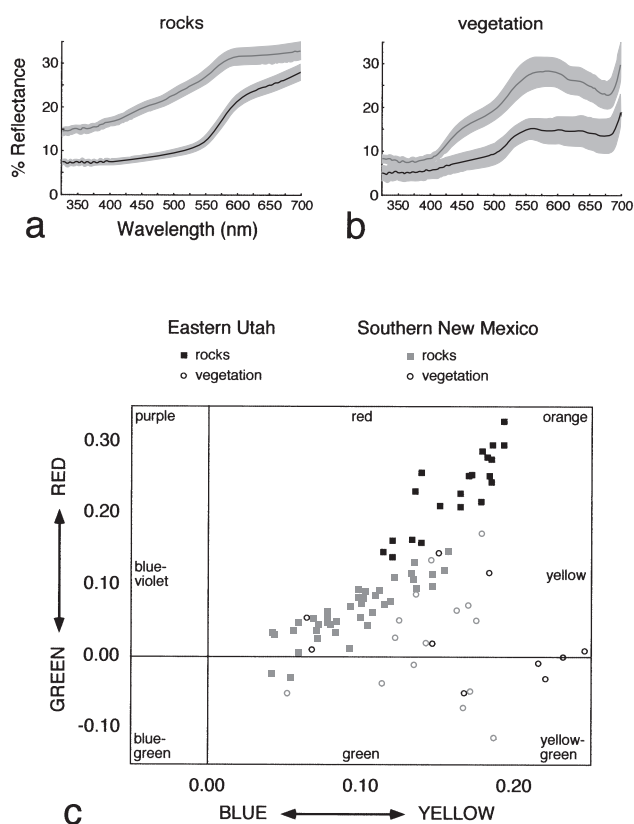 rocks
vegetation
% Reflectance
30
20
10
0
350 400 450 500 550 600 650 700
30
20
10
0
350 400 450 500 550 600 650 700
a
Wavelength (nm)
b
Eastern Utah
rocks
vegetation
Southern New Mexico
rocks
vegetation
purple
red
orange
0.30
RED
0.20
blue-
violet
yellow
0.10
0.00
GREEN
-0.10
blue-
green
green
yellow-
green
0.00
0.10
0.20
BLUE
YELLOW
c